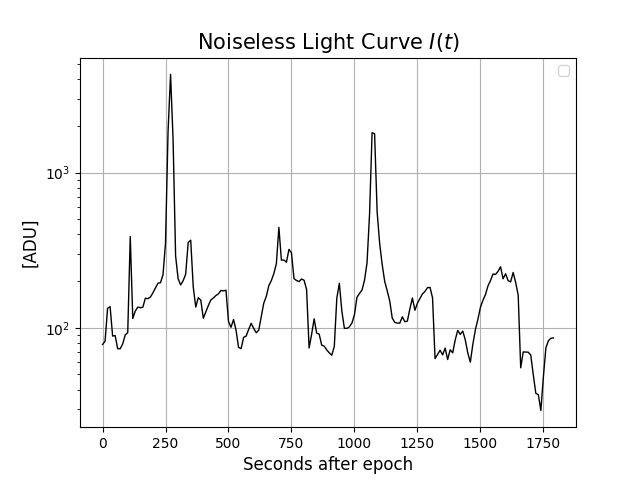 Noiseless Light Curve I(t)
[ADU]
10³
10²
0 250 500 750 1000 1250 1500 1750
Seconds after epoch